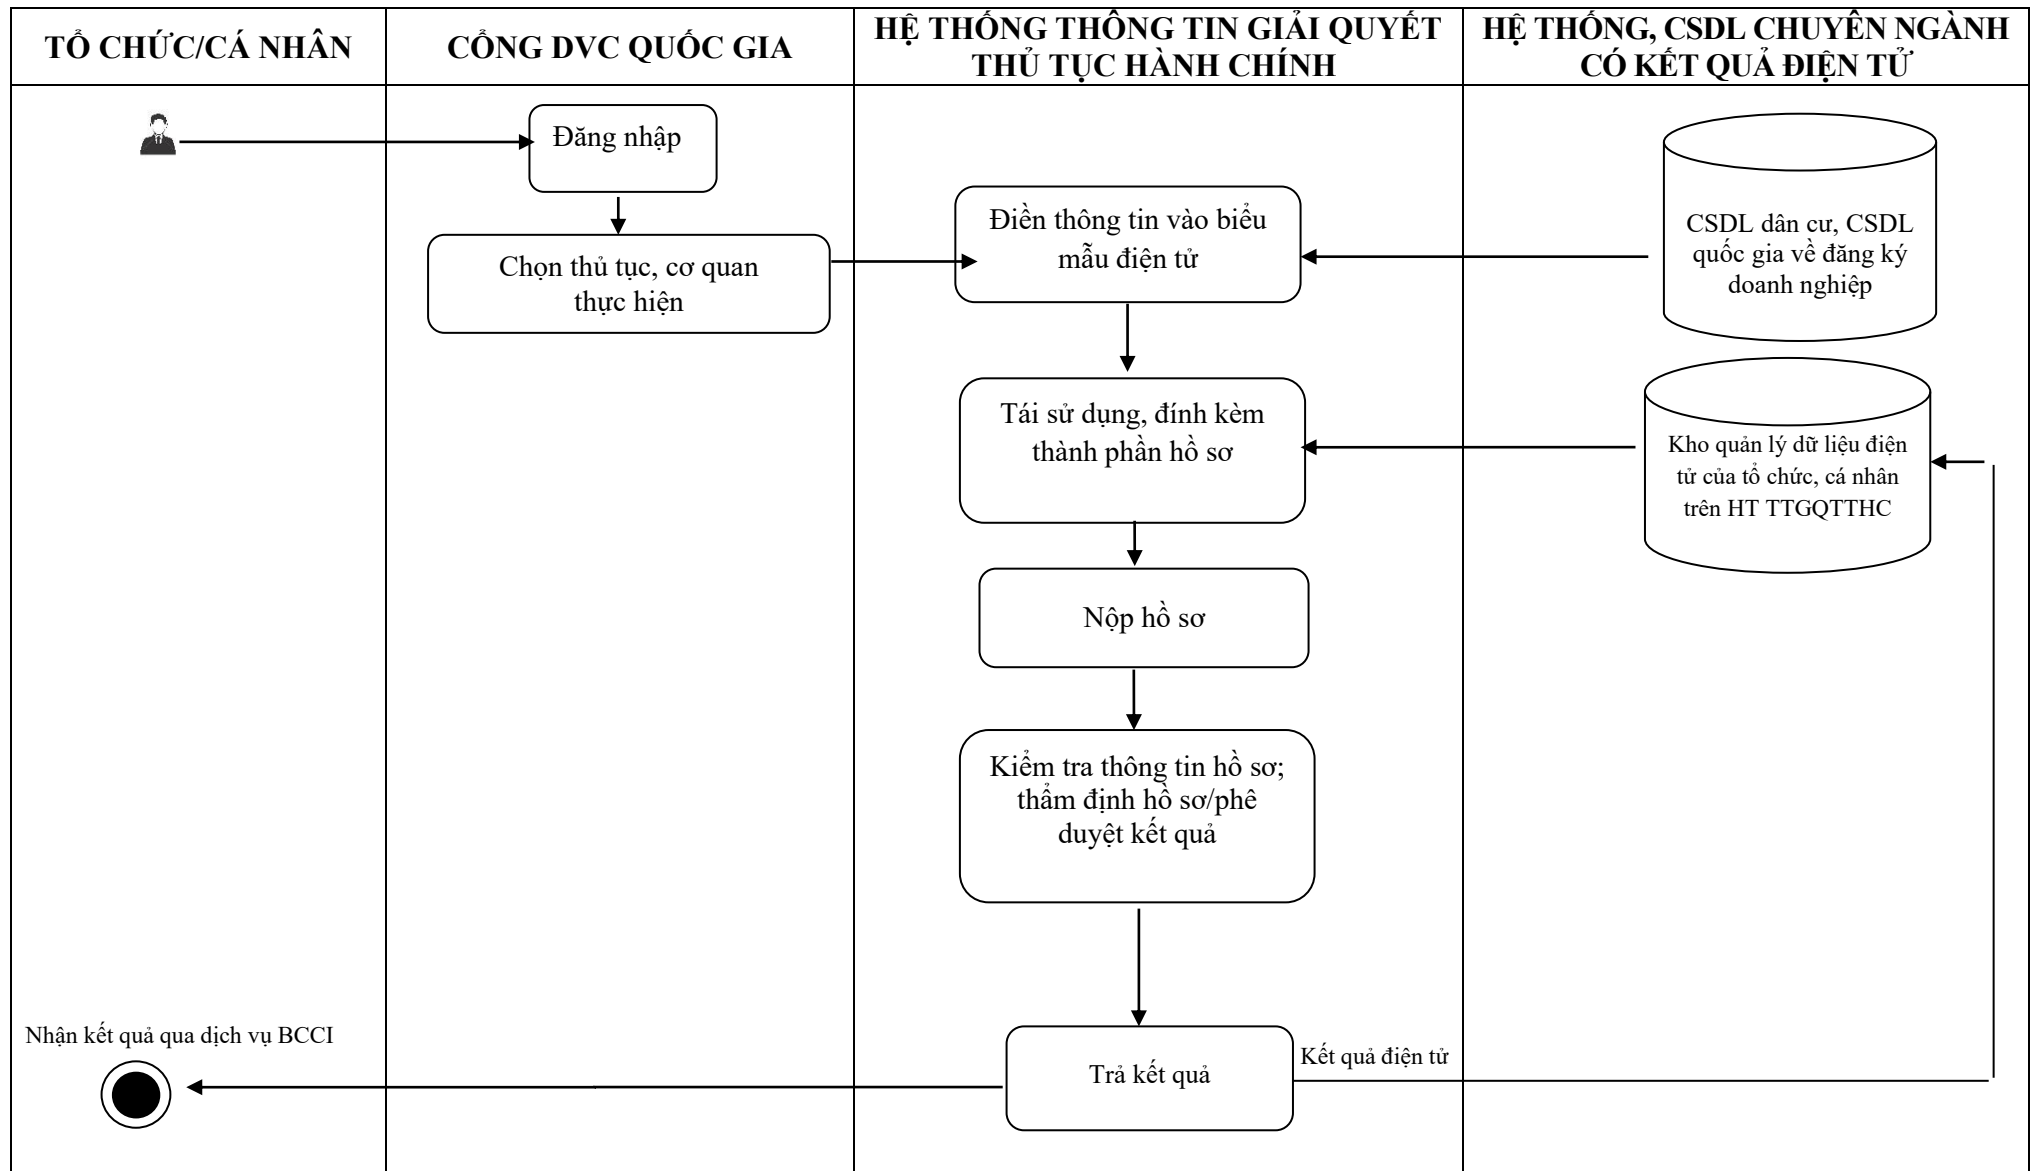 TỔ CHỨC/CÁ NHÂN
CỔNG DVC QUỐC GIA
HỆ THỐNG THÔNG TIN GIẢI QUYẾT
THỦ TỤC HÀNH CHÍNH
HỆ THỐNG, CSDL CHUYÊN NGÀNH
CÓ KẾT QUẢ ĐIỆN TỬ
Đăng nhập
Chọn thủ tục, cơ quan
thực hiện
Điền thông tin vào biểu
mẫu điện tử
CSDL dân cư, CSDL
quốc gia về đăng ký
doanh nghiệp
Tái sử dụng, đính kèm
thành phần hồ sơ
Kho quản lý dữ liệu điện
tử của tổ chức, cá nhân
trên HT TTGQTTHC
Nộp hồ sơ
Kiểm tra thông tin hồ sơ;
thẩm định hồ sơ/phê
duyệt kết quả
Nhận kết quả qua dịch vụ BCCI
Trả kết quả
Kết quả điện tử